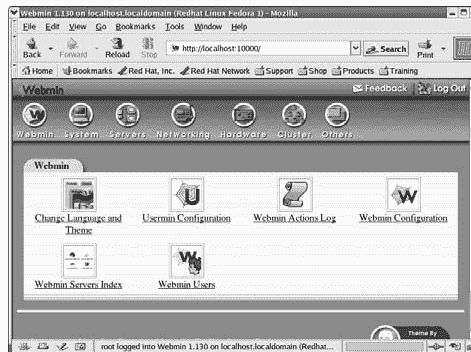 Webmin 1.130 on localhost.localdomain (Redhat Linux Fedora 1) - Mozilla
File Edit View Go Bookmarks Tools Window Help
Back Forward Reload Stop http://localhost:10000/ Search Print
Home Bookmarks Red Hat, Inc. Red Hat Network Support Shop Products Training
Webmin Feedback Log Out
Webmin System Servers Networking Hardware Cluster Others
Webmin
Change Language and Theme Usermin Configuration Webmin Actions Log Webmin Configuration
Webmin Servers Index Webmin Users
Theme By
root logged into Webmin 1.130 on localhost.localdomain (Redhat...